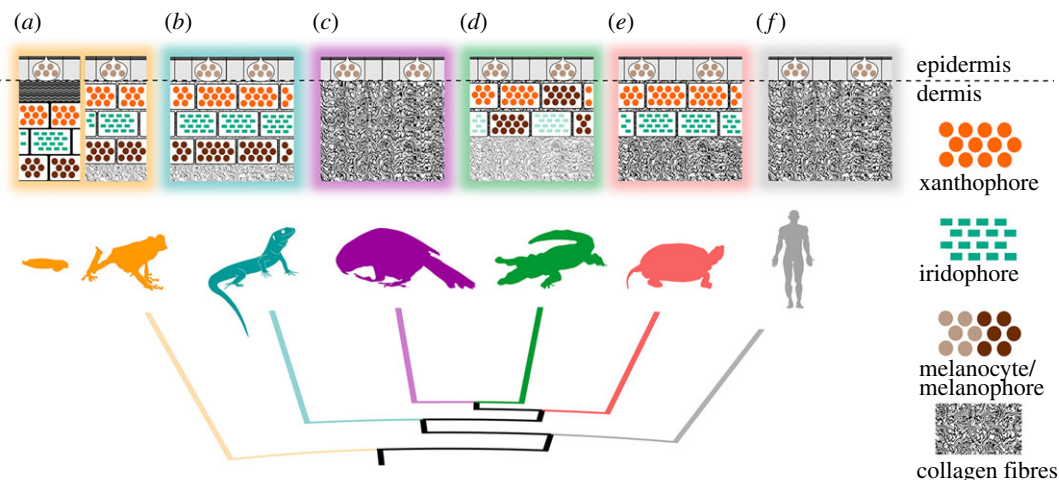 (a) (b) (c) (d) (e) (f)
epidermis
dermis
xanthophore
iridophore
melanocyte/
melanophore
collagen fibres